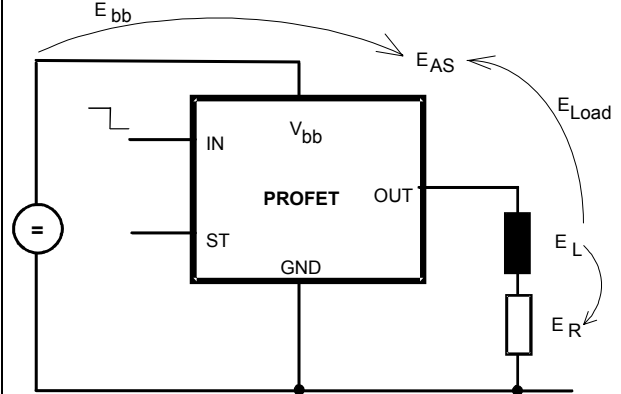 E bb
E AS
E Load
IN
V bb
PROFET
OUT
=
ST
GND
E L
E R